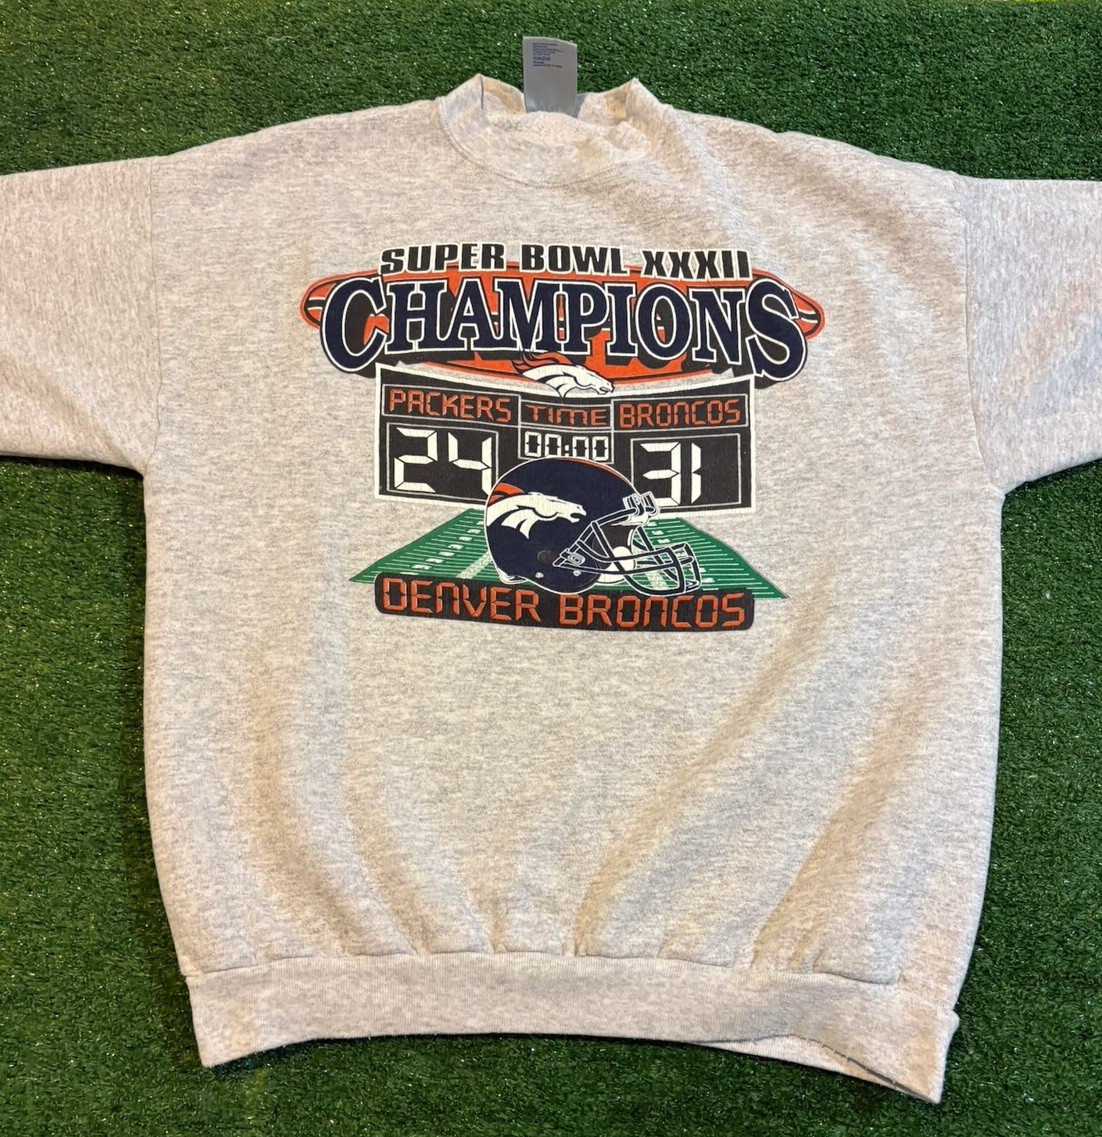 SUPER BOWL XXXII
CHAMPIONS
PACKERS TIME BRONCOS
24 00:00 31
DENVER BRONCOS